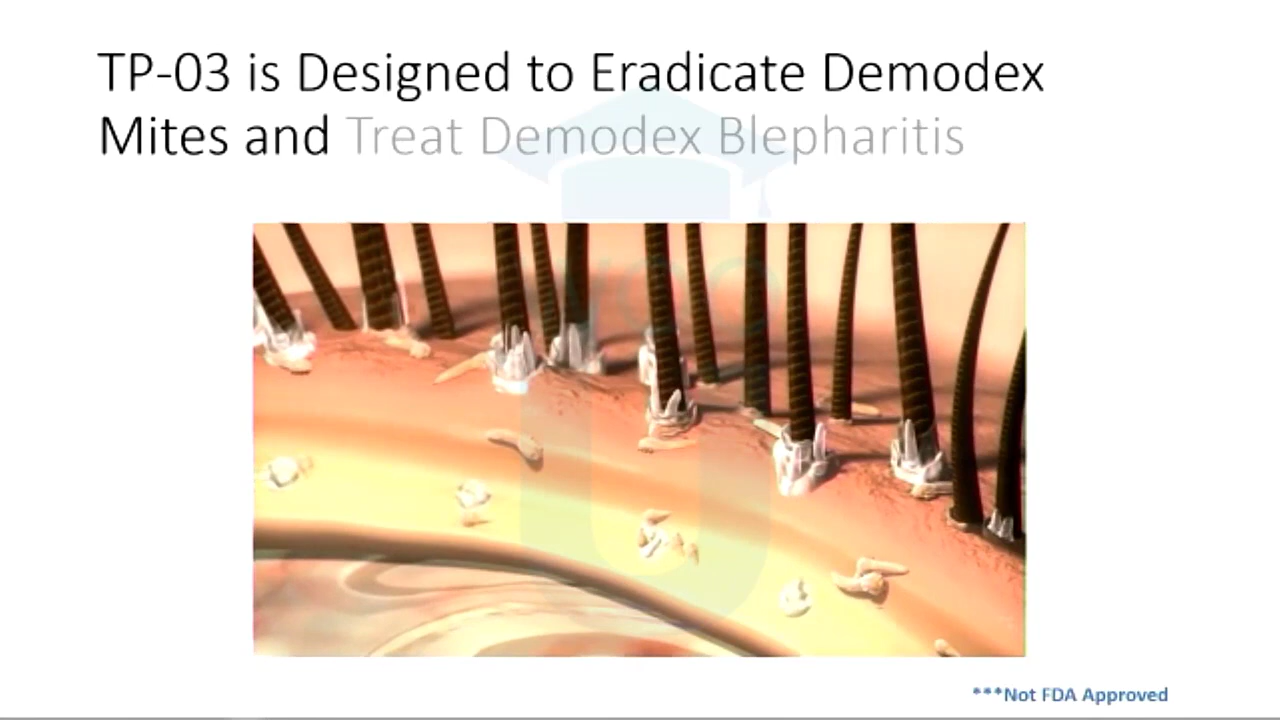 TP-03 is Designed to Eradicate Demodex
Mites and Treat Demodex Blepharitis
***Not FDA Approved